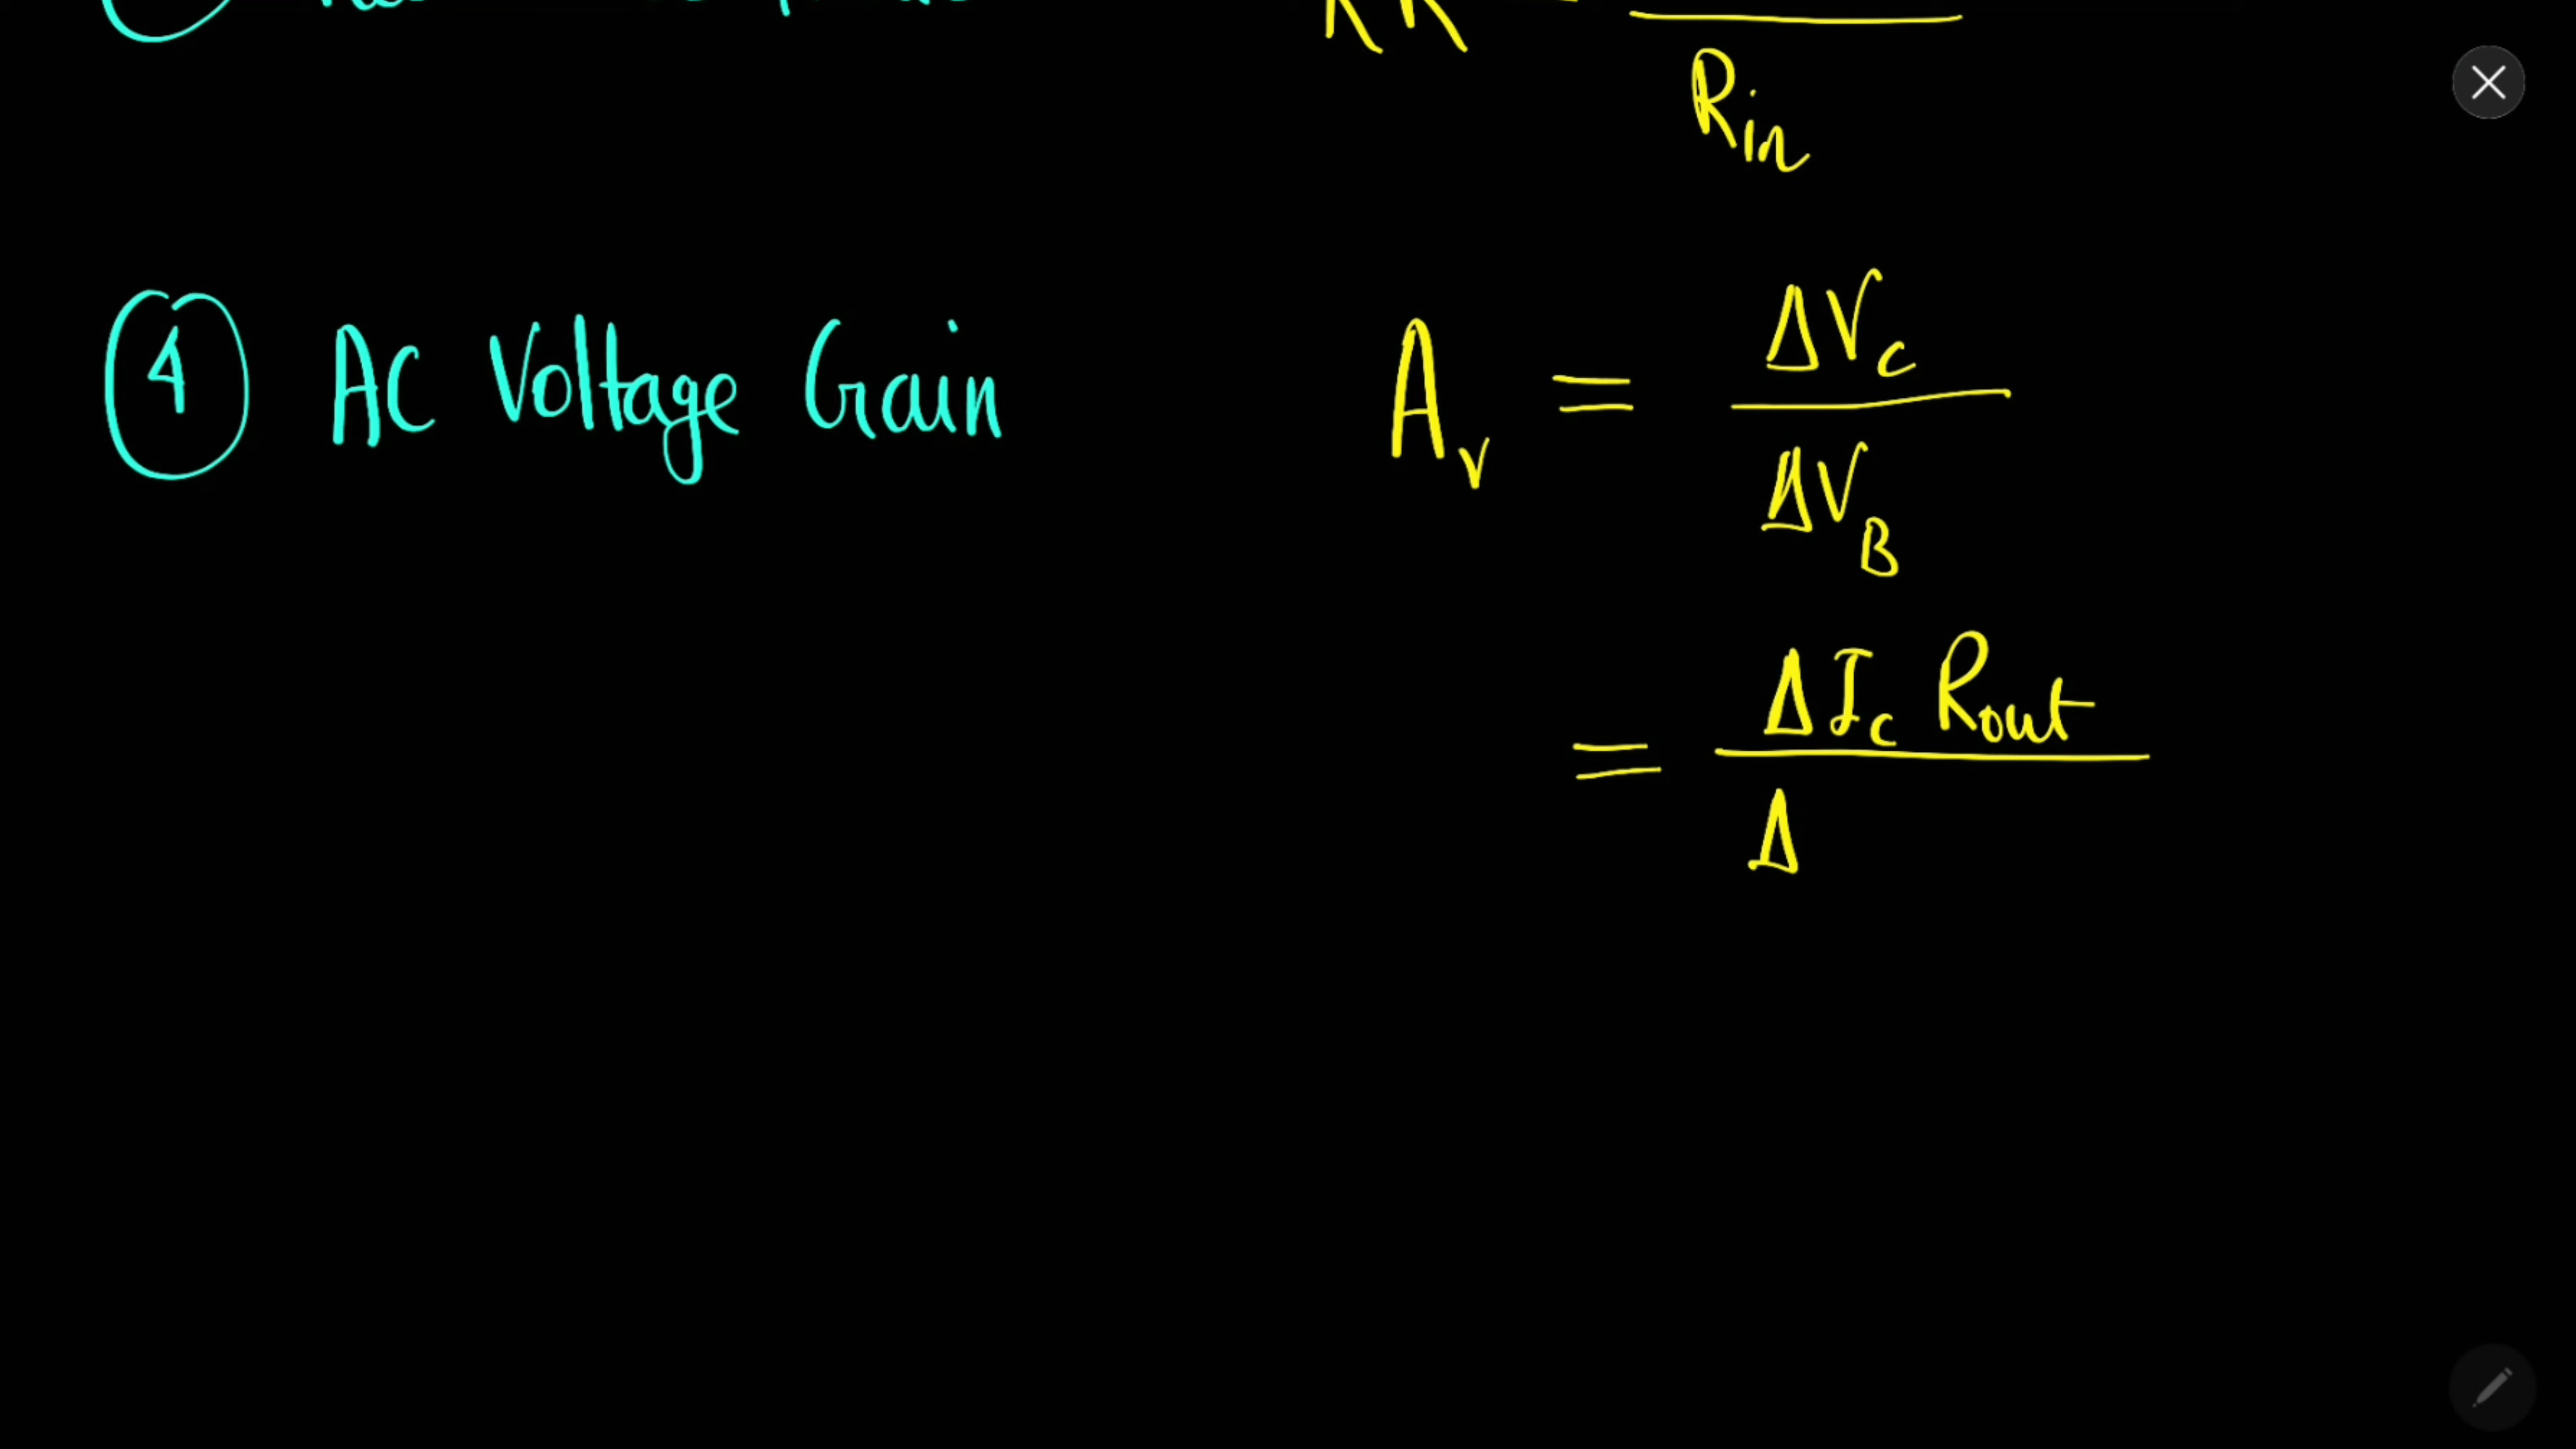 R_in
④ AC Voltage Gain A_v = ΔV_C / ΔV_B
= ΔI_C R_out / Δ